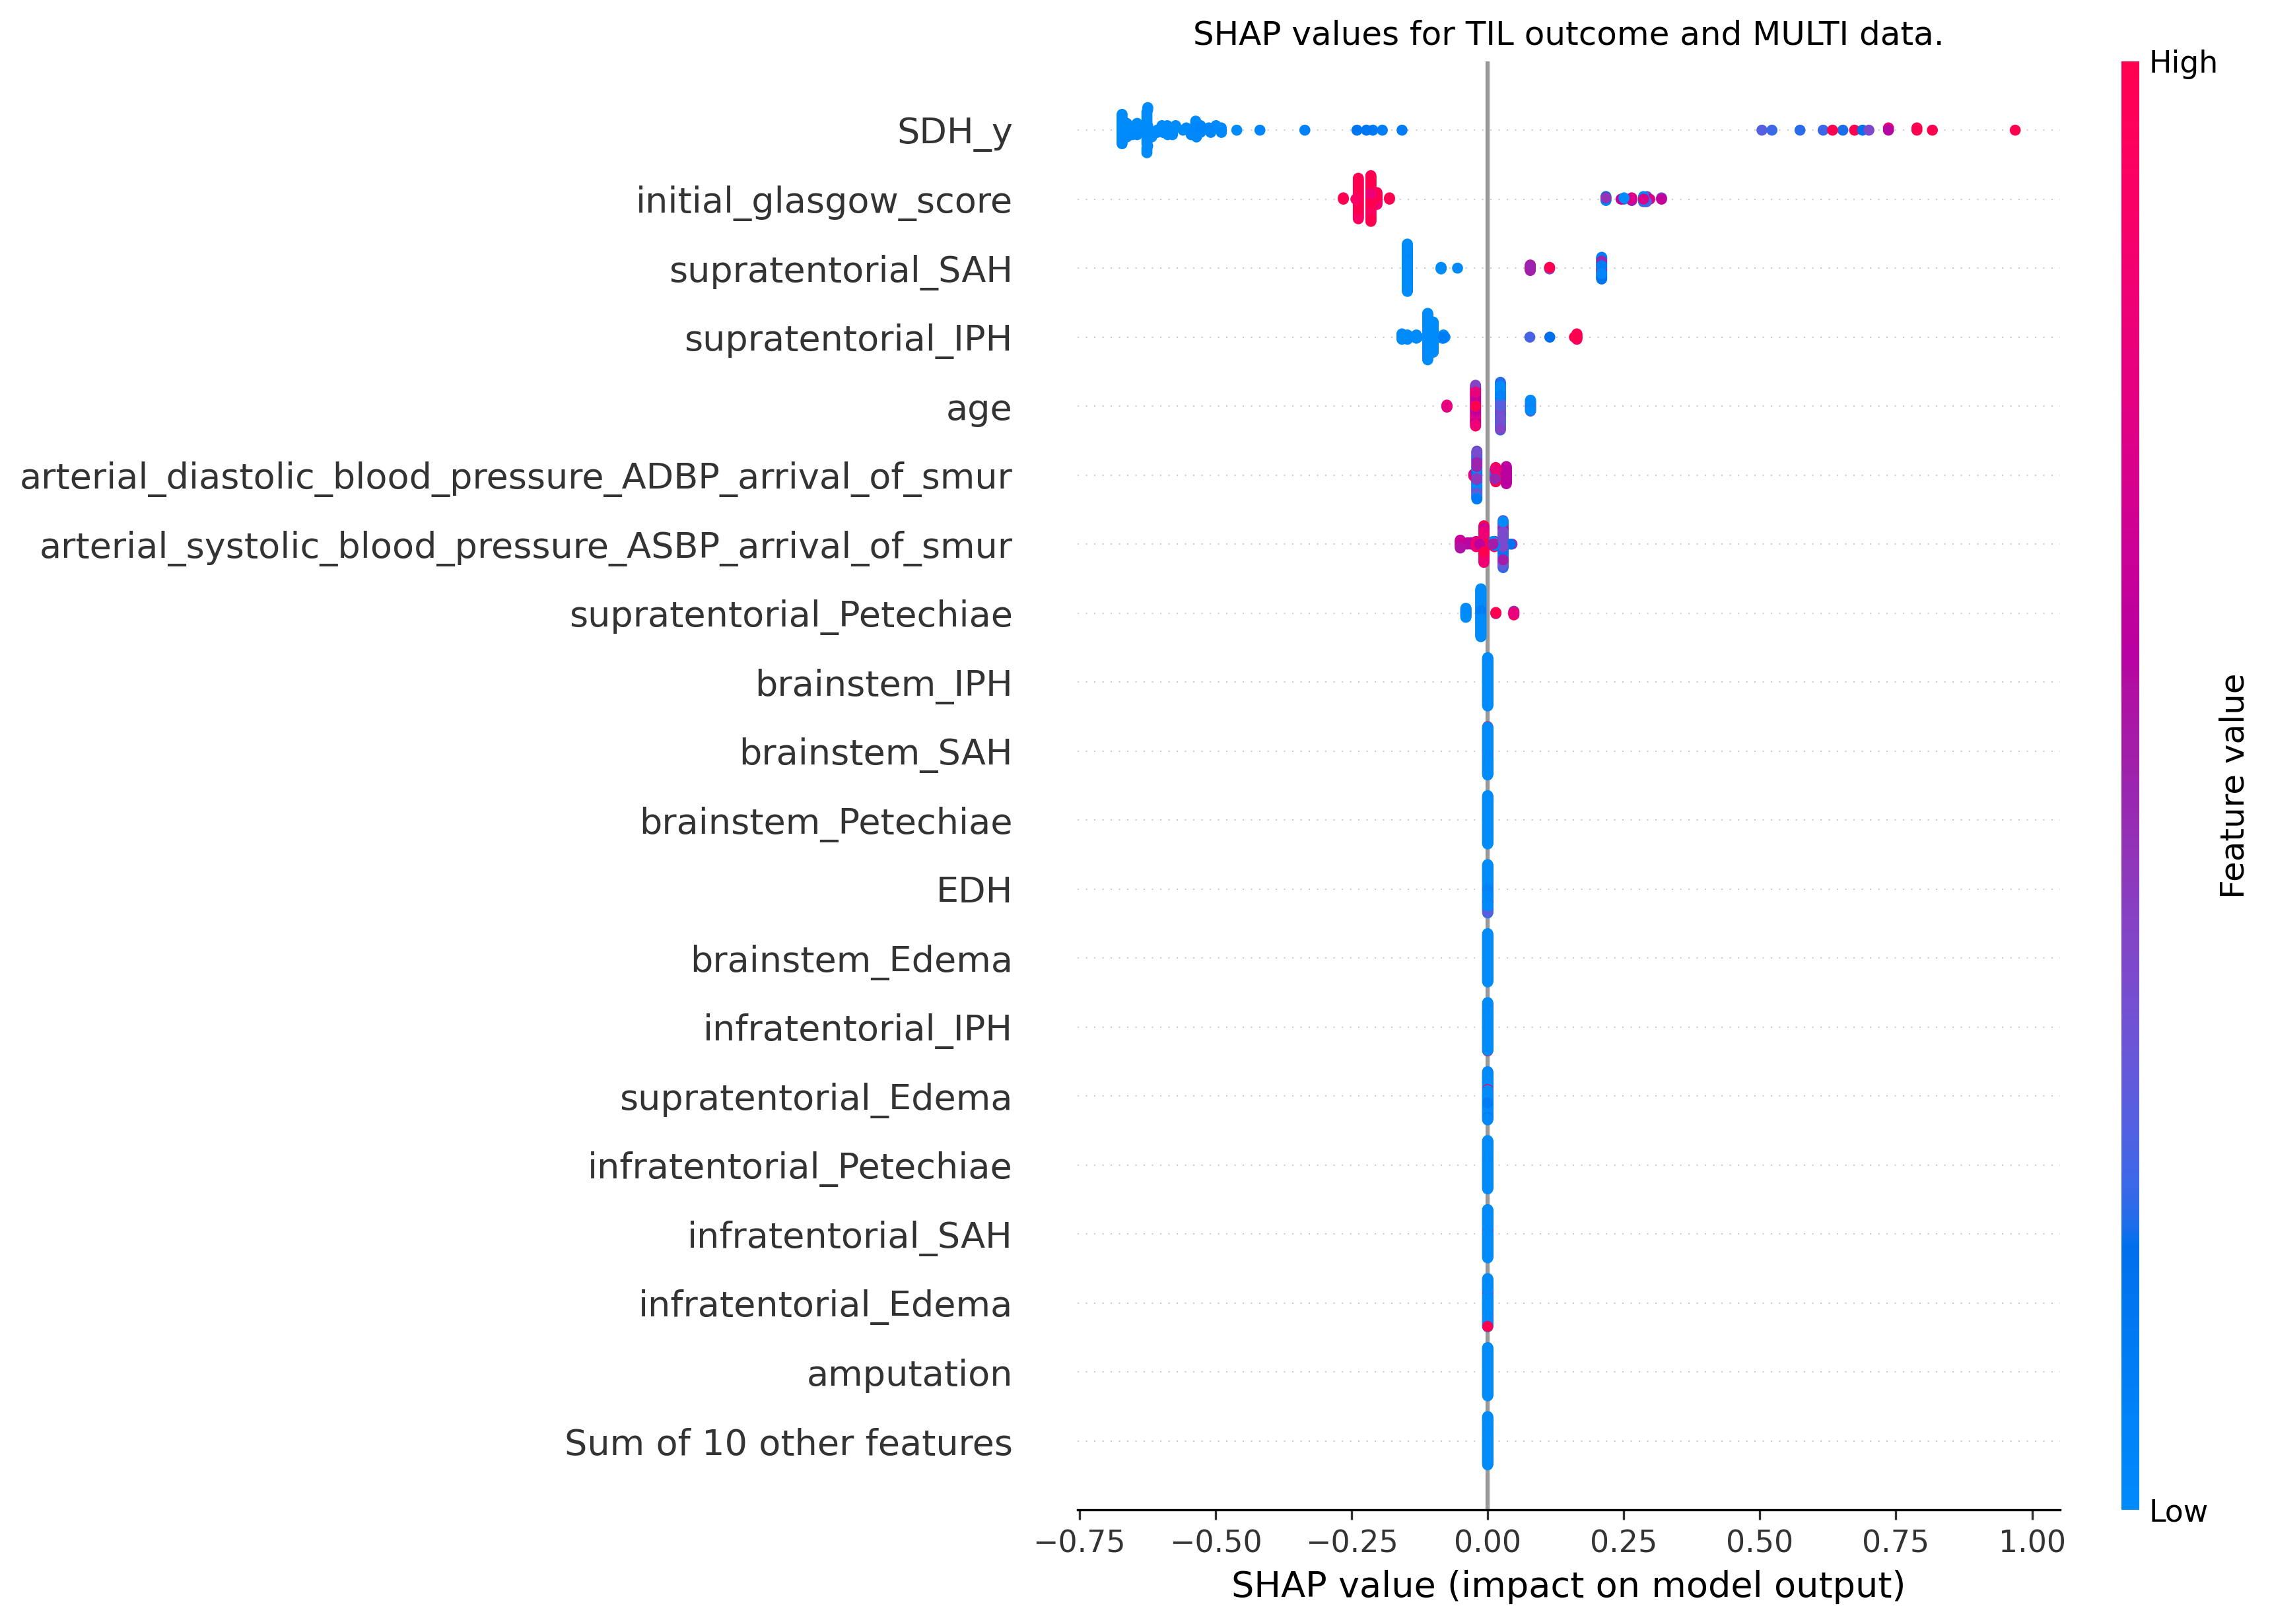 SHAP values for TIL outcome and MULTI data.
High
SDH_y
initial_glasgow_score
supratentorial_SAH
supratentorial_IPH
age
arterial_diastolic_blood_pressure_ADBP_arrival_of_smur
arterial_systolic_blood_pressure_ASBP_arrival_of_smur
supratentorial_Petechiae
brainstem_IPH
brainstem_SAH
brainstem_Petechiae
EDH
brainstem_Edema
infratentorial_IPH
supratentorial_Edema
infratentorial_Petechiae
infratentorial_SAH
infratentorial_Edema
amputation
Sum of 10 other features
Feature value
Low
−0.75 −0.50 −0.25 0.00 0.25 0.50 0.75 1.00
SHAP value (impact on model output)